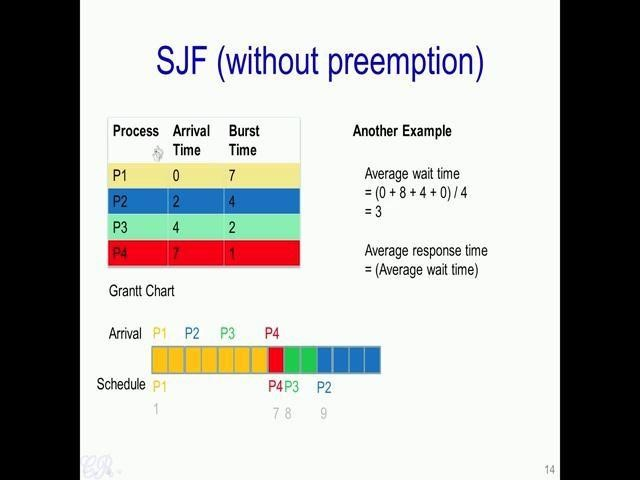 SJF (without preemption)
Process Arrival Time Burst Time
P1 0 7
P2 2 4
P3 4 2
P4 7 1
Another Example
Average wait time
= (0 + 8 + 4 + 0) / 4
= 3
Average response time
= (Average wait time)
Grantt Chart
Arrival P1 P2 P3 P4
Schedule P1 P4 P3 P2
1 7 8 9
14